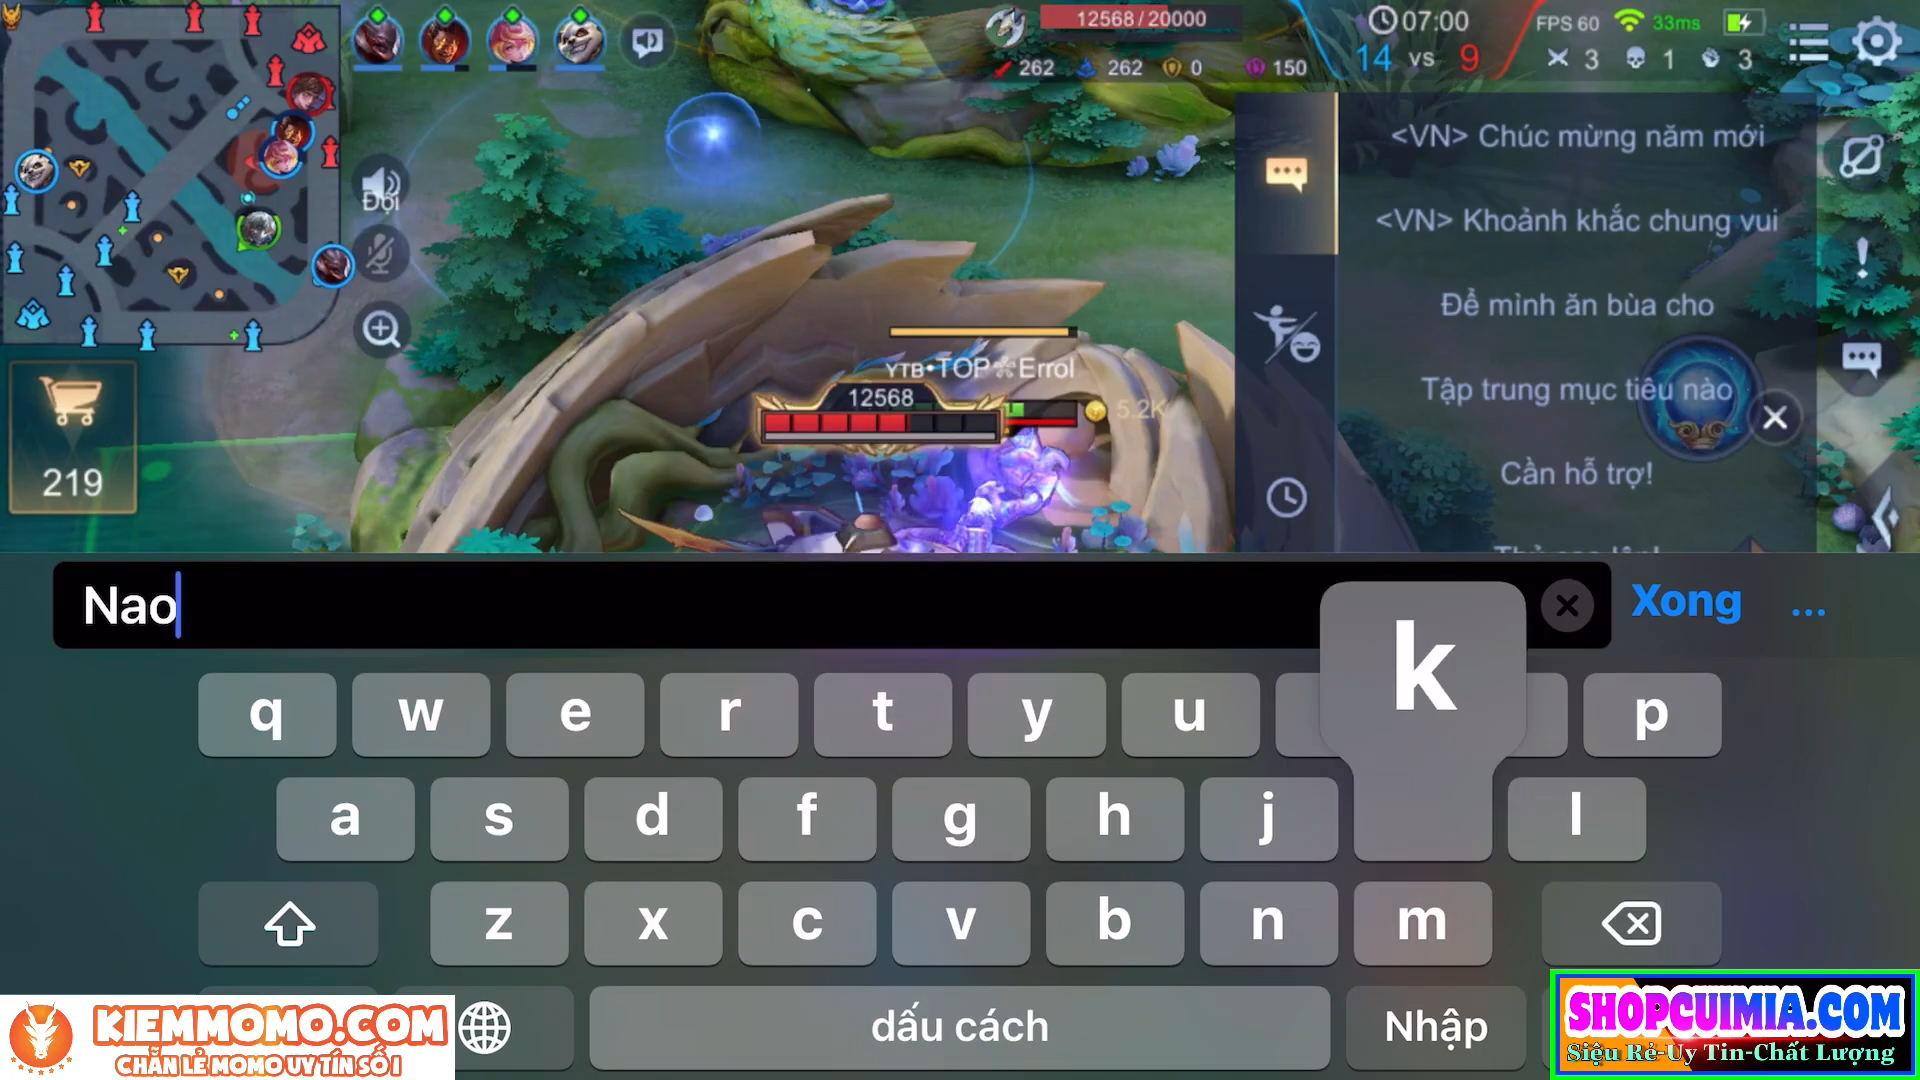 12568/20000
262
262
0
150
07:00
14 vs 9
FPS 60
33ms
3
1
3
Đội
219
YTB•TOP❊Errol
12568
5.2K
<VN> Chúc mừng năm mới
<VN> Khoảnh khắc chung vui
Để mình ăn bùa cho
Tập trung mục tiêu nào
Cần hỗ trợ!
Nao
Xong
...
k
q w e r t y u p
a s d f g h j l
z x c v b n m
dấu cách
Nhập
KIEMMOMO.COM
CHẴN LẺ MOMO UY TÍN SỐ 1
SHOPCUIMIA.COM
Siệu Rẻ-Uy Tin-Chất Lượng